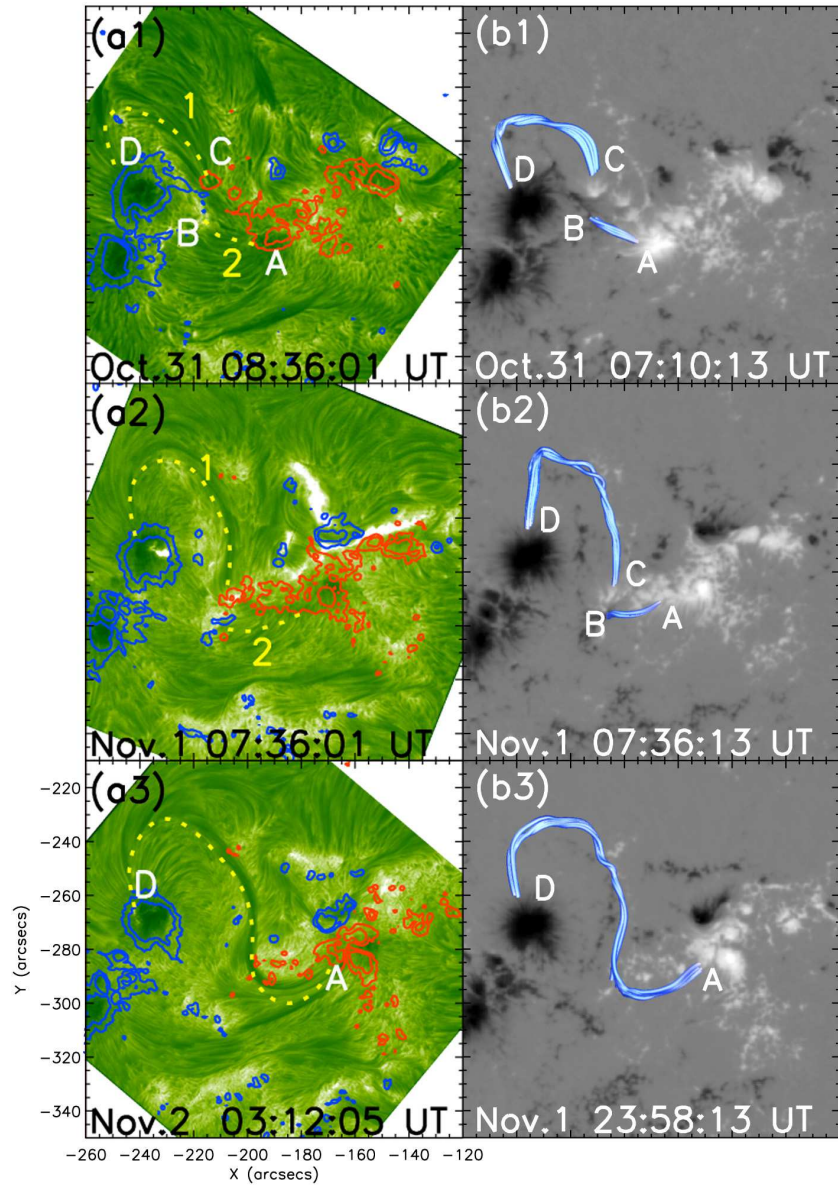 (a1)
1
D
C
B
2
A
Oct.31 08:36:01 UT
(b1)
D
C
B
A
Oct.31 07:10:13 UT
(a2)
1
2
Nov.1 07:36:01 UT
(b2)
D
C
B
A
Nov.1 07:36:13 UT
(a3)
D
A
Nov.2 03:12:05 UT
(b3)
D
A
Nov.1 23:58:13 UT
-220
-240
-260
-280
-300
-320
-340
Y (arcsecs)
-260 -240 -220 -200 -180 -160 -140 -120
X (arcsecs)